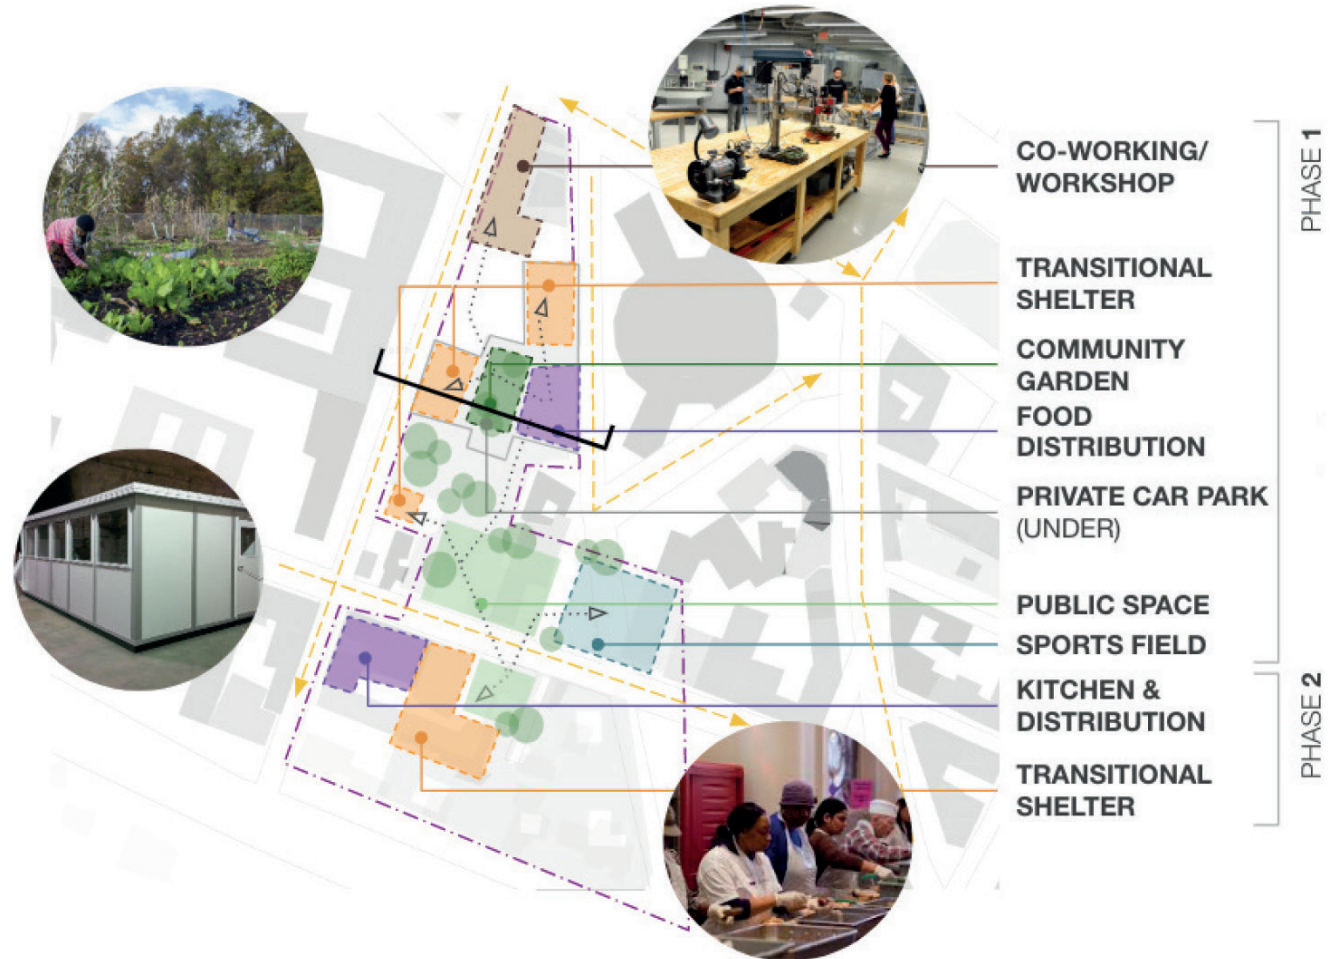 CO-WORKING/
WORKSHOP
TRANSITIONAL
SHELTER
COMMUNITY
GARDEN
FOOD
DISTRIBUTION
PRIVATE CAR PARK
(UNDER)
PUBLIC SPACE
SPORTS FIELD
PHASE 1
KITCHEN &
DISTRIBUTION
TRANSITIONAL
SHELTER
PHASE 2